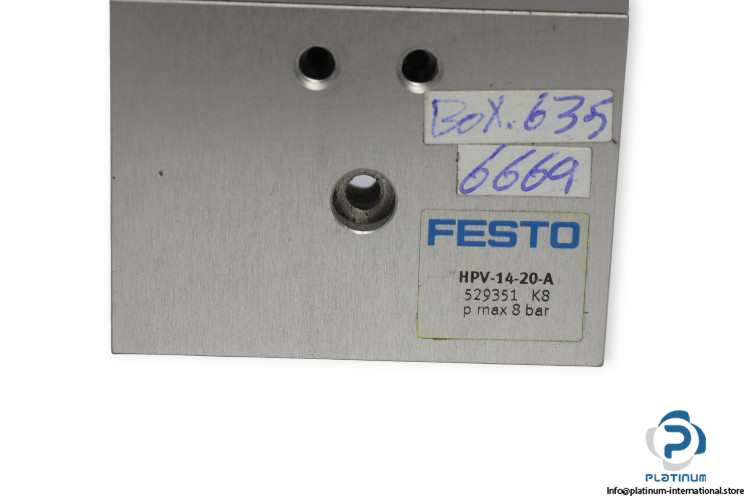 BOX.635
6669
FESTO
HPV-14-20-A
529351 K8
p max 8 bar
PLATINUM
Info@platinum-international.store